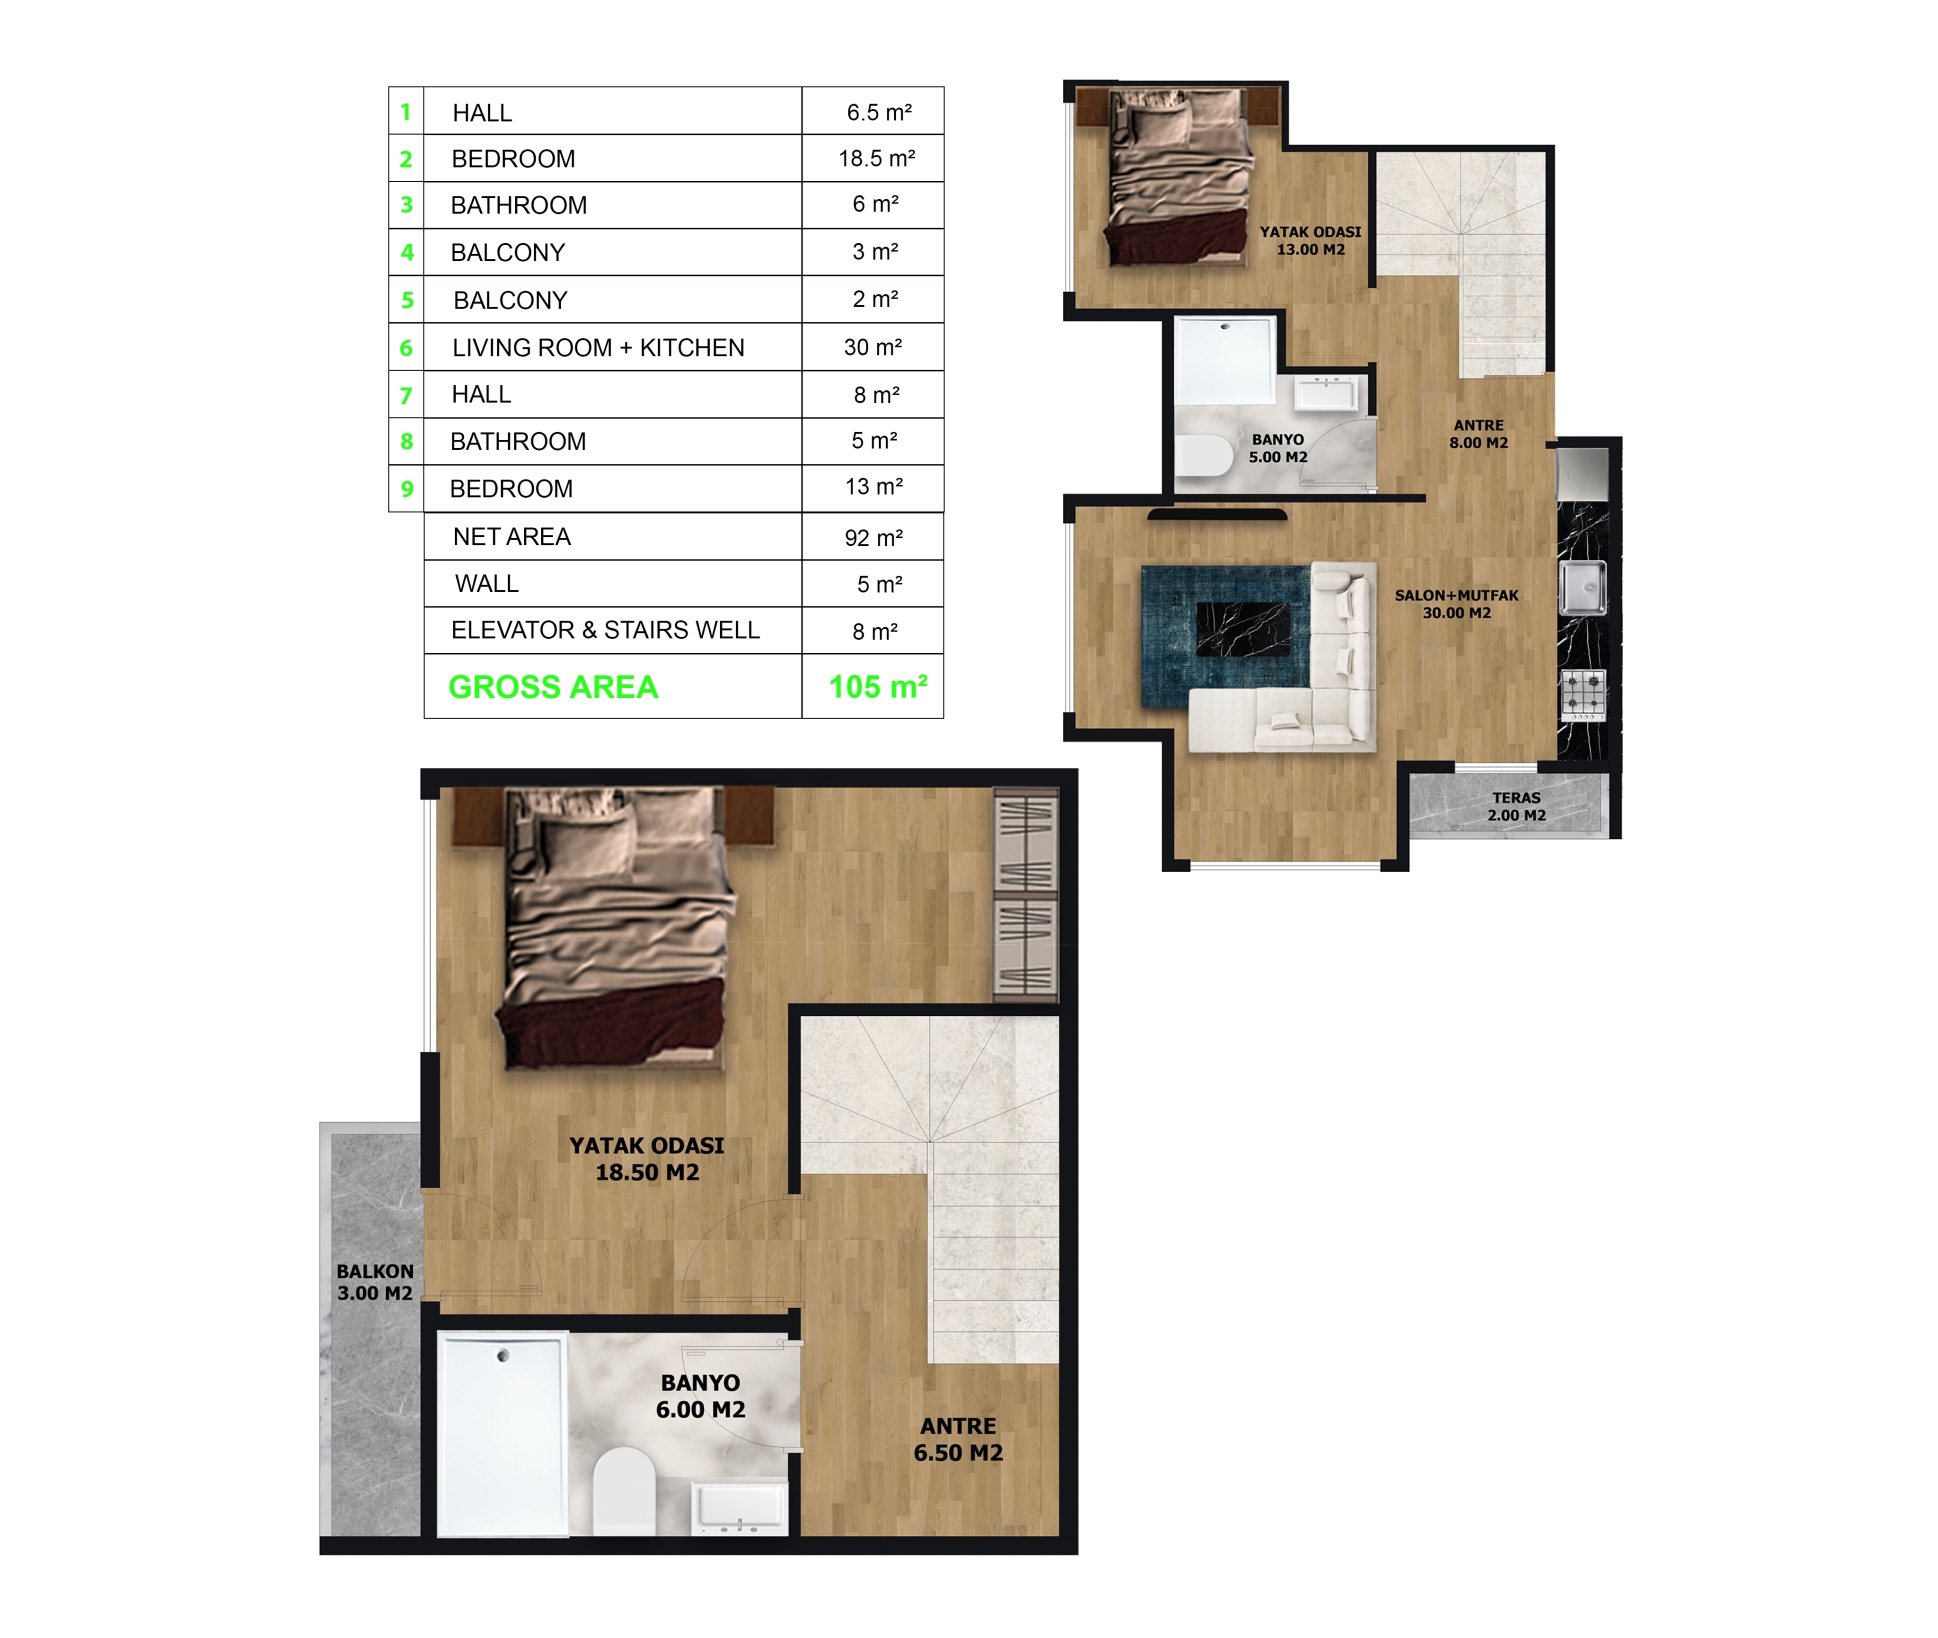 1 HALL 6.5 m²
2 BEDROOM 18.5 m²
3 BATHROOM 6 m²
4 BALCONY 3 m²
5 BALCONY 2 m²
6 LIVING ROOM + KITCHEN 30 m²
7 HALL 8 m²
8 BATHROOM 5 m²
9 BEDROOM 13 m²
NET AREA 92 m²
WALL 5 m²
ELEVATOR & STAIRS WELL 8 m²
GROSS AREA 105 m²
YATAK ODASI
13.00 M2
ANTRE
8.00 M2
BANYO
5.00 M2
SALON+MUTFAK
30.00 M2
TERAS
2.00 M2
YATAK ODASI
18.50 M2
BALKON
3.00 M2
BANYO
6.00 M2
ANTRE
6.50 M2